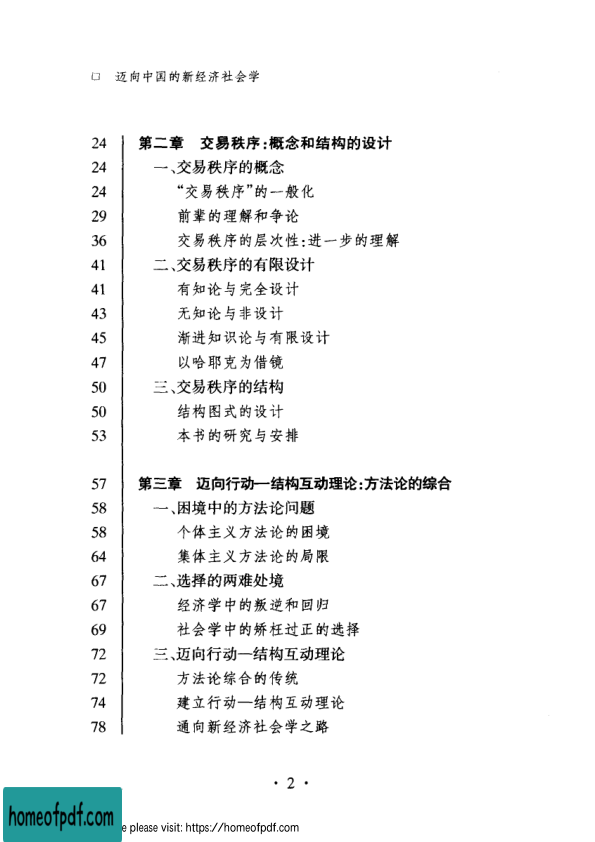 □ 迈向中国的新经济社会学
24 第二章 交易秩序:概念和结构的设计
24 一、交易秩序的概念
24 “交易秩序”的一般化
29 前辈的理解和争论
36 交易秩序的层次性:进一步的理解
41 二、交易秩序的有限设计
41 有知论与完全设计
43 无知论与非设计
45 渐进知识论与有限设计
47 以哈耶克为借镜
50 三、交易秩序的结构
50 结构图式的设计
53 本书的研究与安排
57 第三章 迈向行动—结构互动理论:方法论的综合
58 一、困境中的方法论问题
58 个体主义方法论的困境
64 集体主义方法论的局限
67 二、选择的两难处境
67 经济学中的叛逆和回归
69 社会学中的矫枉过正的选择
72 三、迈向行动—结构互动理论
72 方法论综合的传统
74 建立行动—结构互动理论
78 通向新经济社会学之路
· 2 ·
homeofpdf.com
e please visit: https://homeofpdf.com